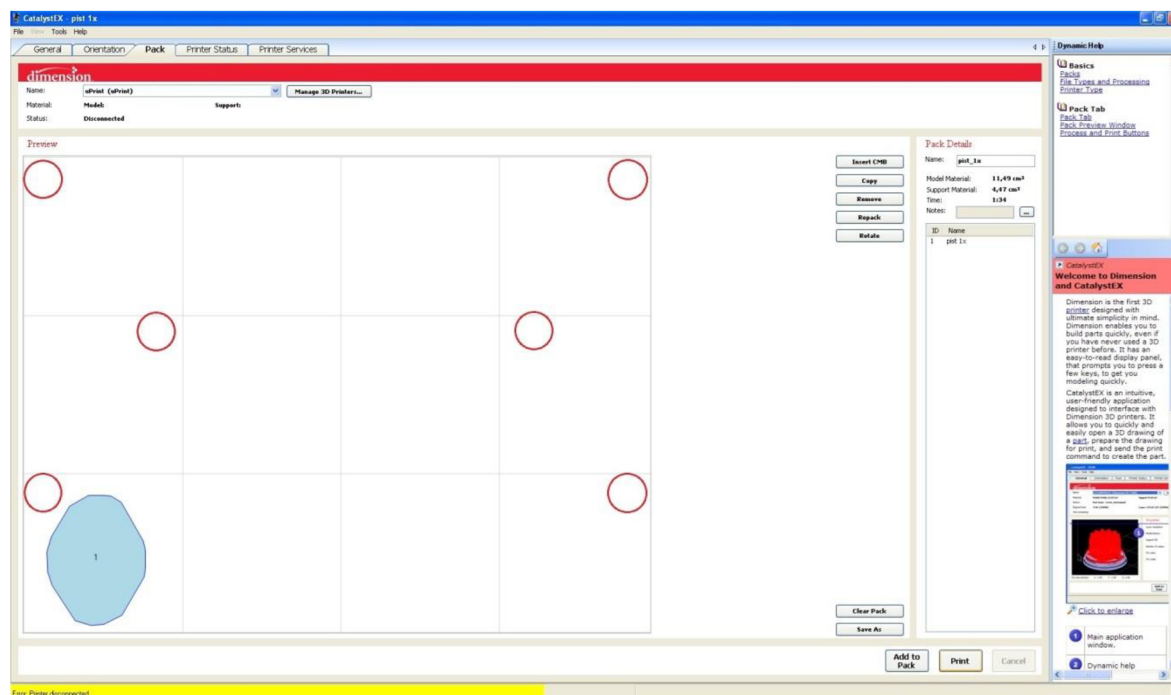 CatalystEX - pist 1x
File View Tools Help
General Orientation Pack Printer Status Printer Services
dimension
Name: uPrint (uPrint) Manage 3D Printers...
Material: Model: Support:
Status: Disconnected
Preview
Insert CMB
Copy
Remove
Repack
Rotate
1
Clear Pack
Save As
Pack Details
Name: pist_1x
Model Material: 11,49 cm³
Support Material: 4,47 cm³
Time: 1:34
Notes: ...
ID Name
1 pist 1x
Add to Pack
Print
Cancel
Error: Printer disconnected
Dynamic Help
Basics
Packs
File Types and Processing
Printer Type
Pack Tab
Pack Tab
Pack Preview Window
Process and Print Buttons
CatalystEX
Welcome to Dimension
and CatalystEX
Dimension is the first 3D
printer designed with
ultimate simplicity in mind.
Dimension enables you to
build parts quickly, even if
you have never used a 3D
printer before. It has an
easy-to-read display panel,
that prompts you to press a
few keys, to get you
modeling quickly.
CatalystEX is an intuitive,
user-friendly application
designed to interface with
Dimension 3D printers. It
allows you to quickly and
easily open a 3D drawing of
a part, prepare the drawing
for print, and send the print
command to create the part.
Click to enlarge
1 Main application
window.
2 Dynamic help